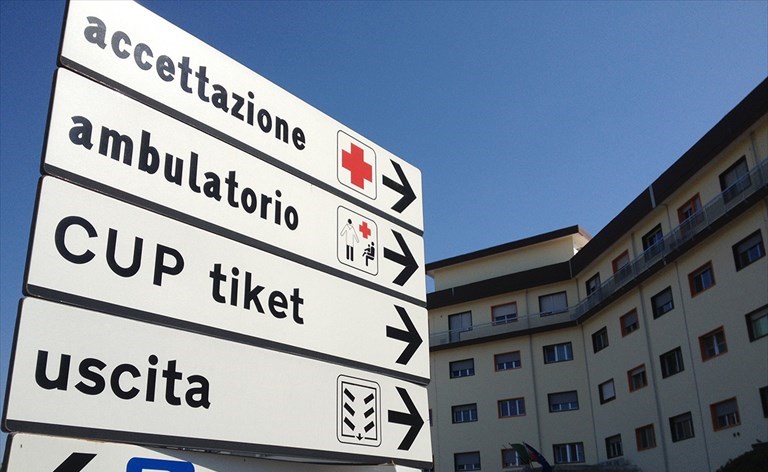 accettazione
ambulatorio
CUP tiket
uscita